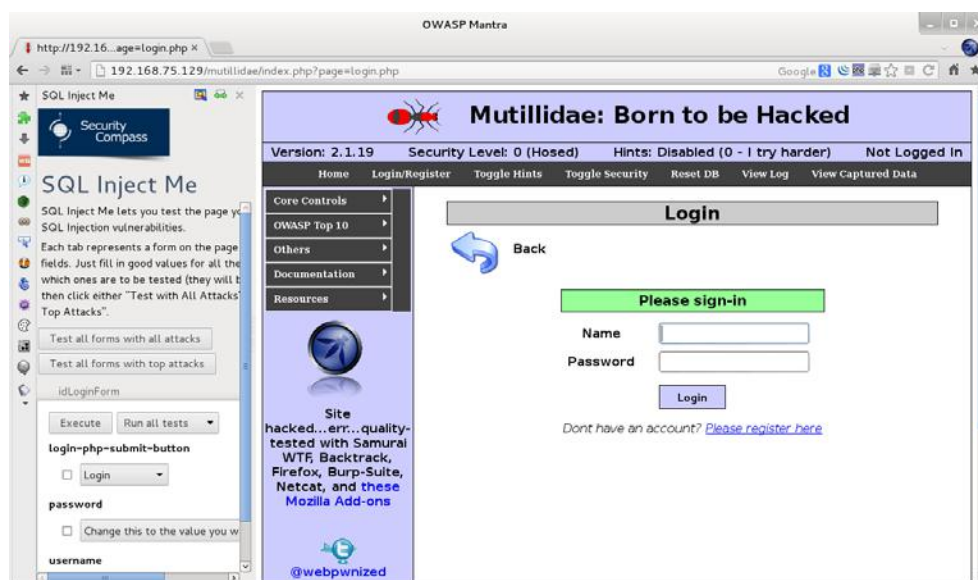 OWASP Mantra
http://192.16...age=login.php ×
192.168.75.129/mutillidae/index.php?page=login.php
Google
SQL Inject Me
Security
Compass
SQL Inject Me
SQL Inject Me lets you test the page yo
SQL Injection vulnerabilities.
Each tab represents a form on the page
fields. Just fill in good values for all the
which ones are to be tested (they will b
then click either "Test with All Attacks"
Top Attacks".
Test all forms with all attacks
Test all forms with top attacks
idLoginForm
Execute
Run all tests
login-php-submit-button
Login
password
Change this to the value you w
username
Mutillidae: Born to be Hacked
Version: 2.1.19
Security Level: 0 (Hosed)
Hints: Disabled (0 - I try harder)
Not Logged In
Home
Login/Register
Toggle Hints
Toggle Security
Reset DB
View Log
View Captured Data
Core Controls
OWASP Top 10
Others
Documentation
Resources
Site
hacked...err...quality-
tested with Samurai
WTF, Backtrack,
Firefox, Burp-Suite,
Netcat, and these
Mozilla Add-ons
@webpwnized
Login
Back
Please sign-in
Name
Password
Login
Dont have an account? Please register here